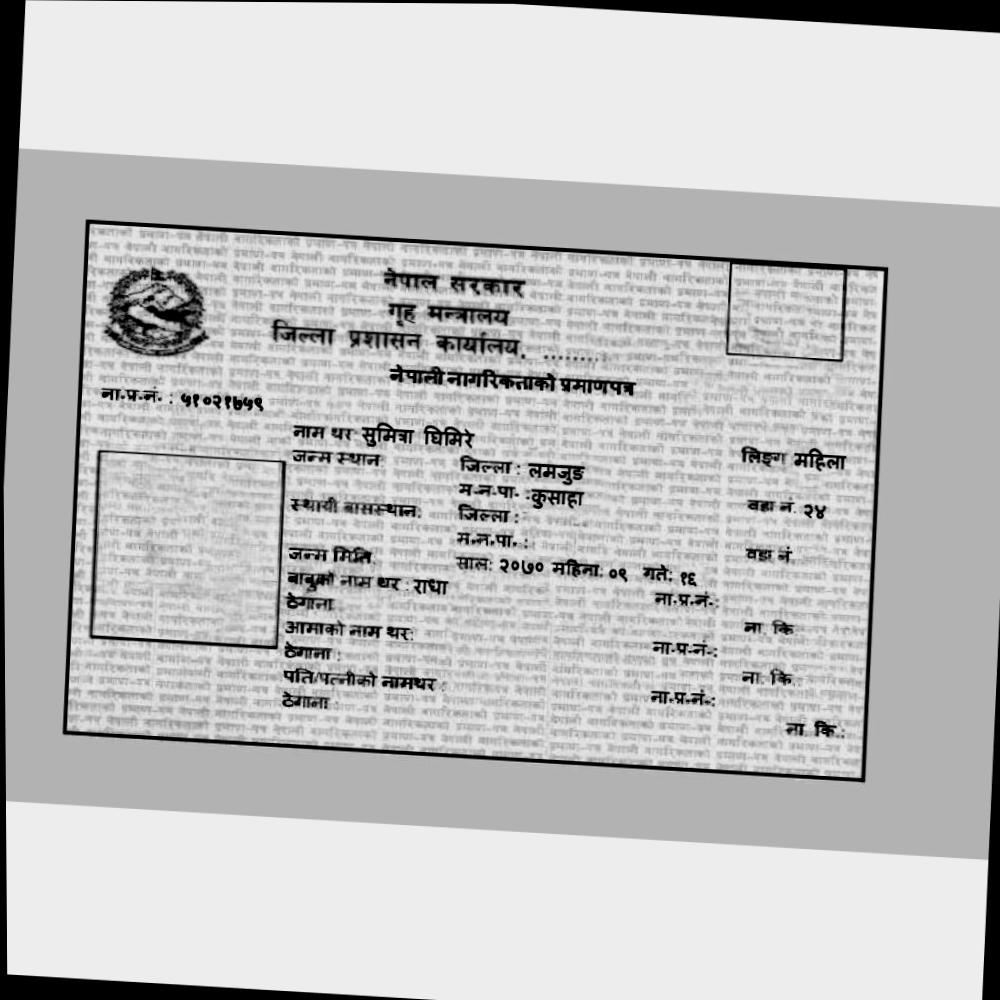 नेपाल सरकार
गृह मन्त्रालय
जिल्ला प्रशासन कार्यालय, .........
नेपाली नागरिकताको प्रमाणपत्र
ना.प्र.नं. : ५१०२१७५९
नाम थर सुमित्रा घिमिरे लिङ्ग महिला
जन्म स्थान जिल्ला : लमजुङ
म.न.पा. :कुसाहा वडा नं. २४
स्थायी बासस्थान: जिल्ला :
म.न.पा. : वडा नं
जन्म मिति साल: २०७० महिना: ०९ गते: १६
बाबुको नाम थर : राधा ना.प्र.नं.:
ठेगाना ना. कि
आमाको नाम थर: ना.प्र.नं.:
ठेगाना : ना. कि.:
पति/पत्नीको नामथर : ना.प्र.नं.:
ठेगाना : ना. कि.: